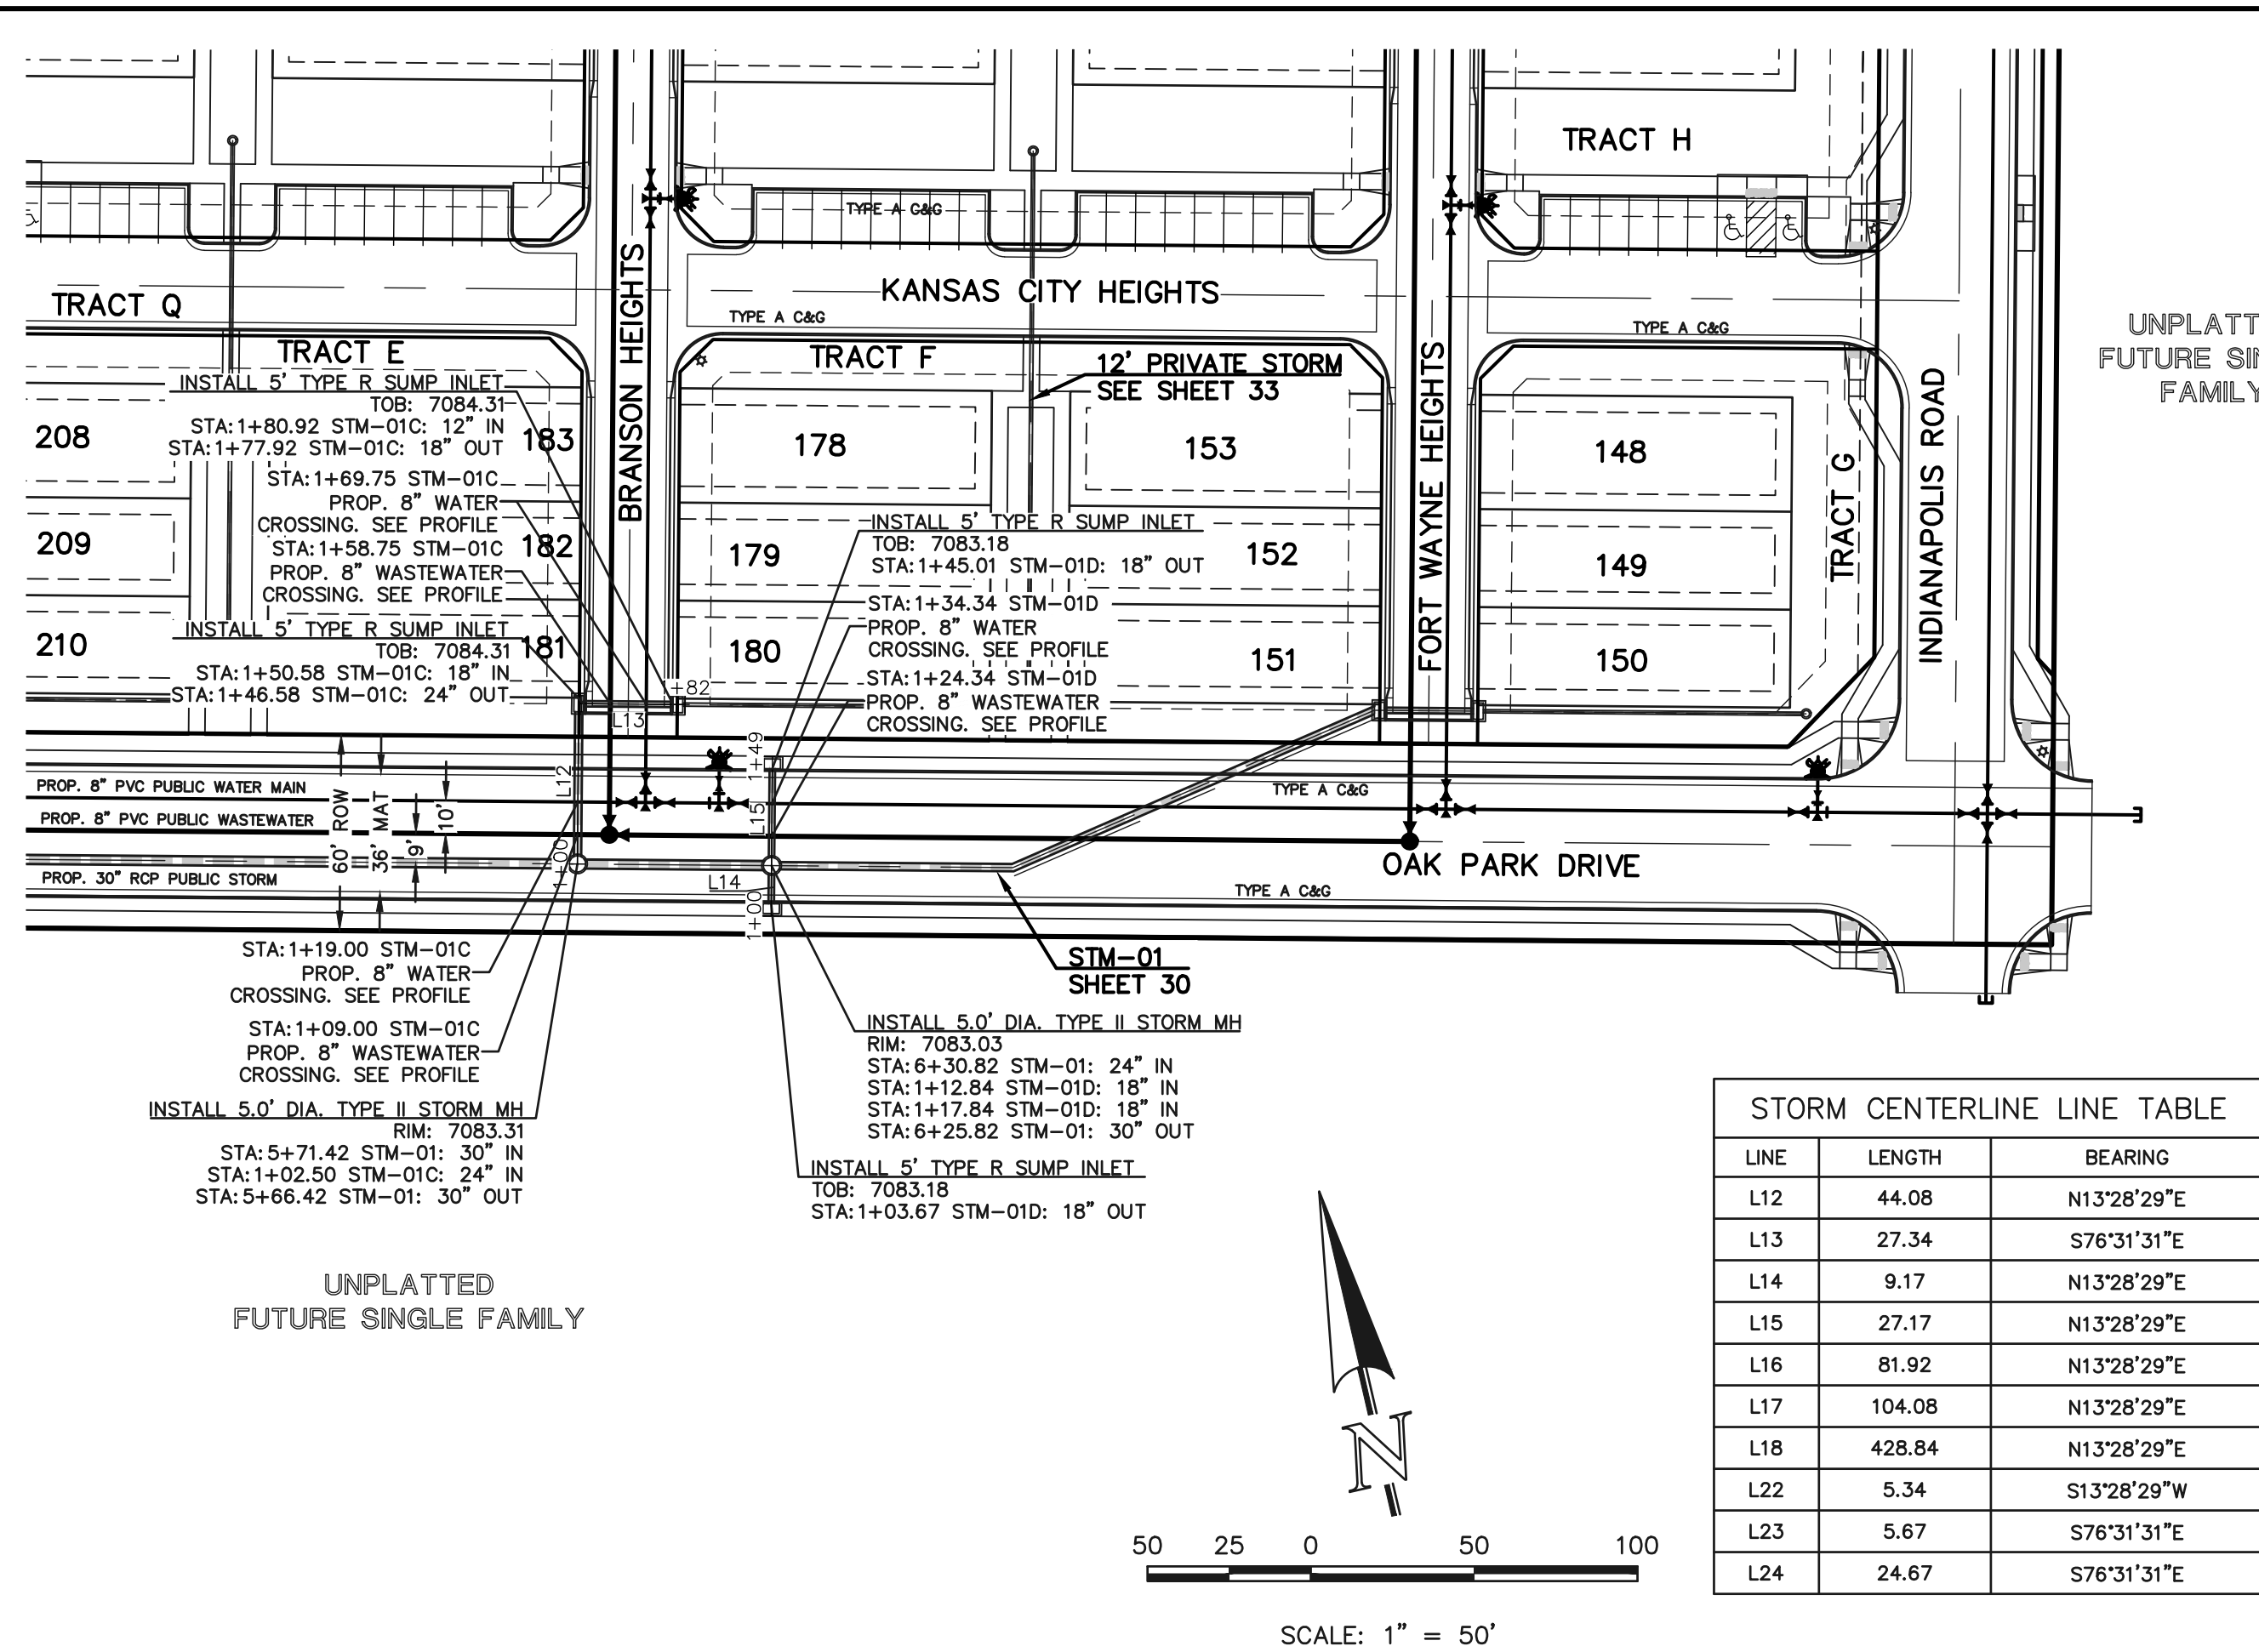 TRACT H
TYPE A C&G
KANSAS CITY HEIGHTS
TRACT Q
TYPE A C&G
TYPE A C&G
BRANSON HEIGHTS
TRACT E
TRACT F
12' PRIVATE STORM
SEE SHEET 33
FORT WAYNE HEIGHTS
TRACT G
INDIANAPOLIS ROAD
UNPLATT
FUTURE SIN
FAMILY
INSTALL 5' TYPE R SUMP INLET
TOB: 7084.31
STA:1+80.92 STM-01C: 12" IN
STA:1+77.92 STM-01C: 18" OUT
STA:1+69.75 STM-01C
PROP. 8" WATER
CROSSING. SEE PROFILE
STA:1+58.75 STM-01C
PROP. 8" WASTEWATER
CROSSING. SEE PROFILE
INSTALL 5' TYPE R SUMP INLET
TOB: 7084.31
STA:1+50.58 STM-01C: 18" IN
STA:1+46.58 STM-01C: 24" OUT
208
183
178
153
148
209
182
179
152
149
210
181
180
151
150
INSTALL 5' TYPE R SUMP INLET
TOB: 7083.18
STA:1+45.01 STM-01D: 18" OUT
STA:1+34.34 STM-01D
PROP. 8" WATER
CROSSING. SEE PROFILE
STA:1+24.34 STM-01D
PROP. 8" WASTEWATER
CROSSING. SEE PROFILE
1+82
L13
1+49
L12
L15
1+00
L14
1+00
PROP. 8" PVC PUBLIC WATER MAIN
PROP. 8" PVC PUBLIC WASTEWATER
PROP. 30" RCP PUBLIC STORM
60' ROW
36' MAT
9'
10'
TYPE A C&G
OAK PARK DRIVE
TYPE A C&G
STM-01
SHEET 30
STA:1+19.00 STM-01C
PROP. 8" WATER
CROSSING. SEE PROFILE
STA:1+09.00 STM-01C
PROP. 8" WASTEWATER
CROSSING. SEE PROFILE
INSTALL 5.0' DIA. TYPE II STORM MH
RIM: 7083.31
STA:5+71.42 STM-01: 30" IN
STA:1+02.50 STM-01C: 24" IN
STA:5+66.42 STM-01: 30" OUT
INSTALL 5.0' DIA. TYPE II STORM MH
RIM: 7083.03
STA:6+30.82 STM-01: 24" IN
STA:1+12.84 STM-01D: 18" IN
STA:1+17.84 STM-01D: 18" IN
STA:6+25.82 STM-01: 30" OUT
INSTALL 5' TYPE R SUMP INLET
TOB: 7083.18
STA:1+03.67 STM-01D: 18" OUT
UNPLATTED
FUTURE SINGLE FAMILY
N
50 25 0 50 100
SCALE: 1" = 50'
STORM CENTERLINE LINE TABLE
LINE LENGTH BEARING
L12 44.08 N13°28'29"E
L13 27.34 S76°31'31"E
L14 9.17 N13°28'29"E
L15 27.17 N13°28'29"E
L16 81.92 N13°28'29"E
L17 104.08 N13°28'29"E
L18 428.84 N13°28'29"E
L22 5.34 S13°28'29"W
L23 5.67 S76°31'31"E
L24 24.67 S76°31'31"E